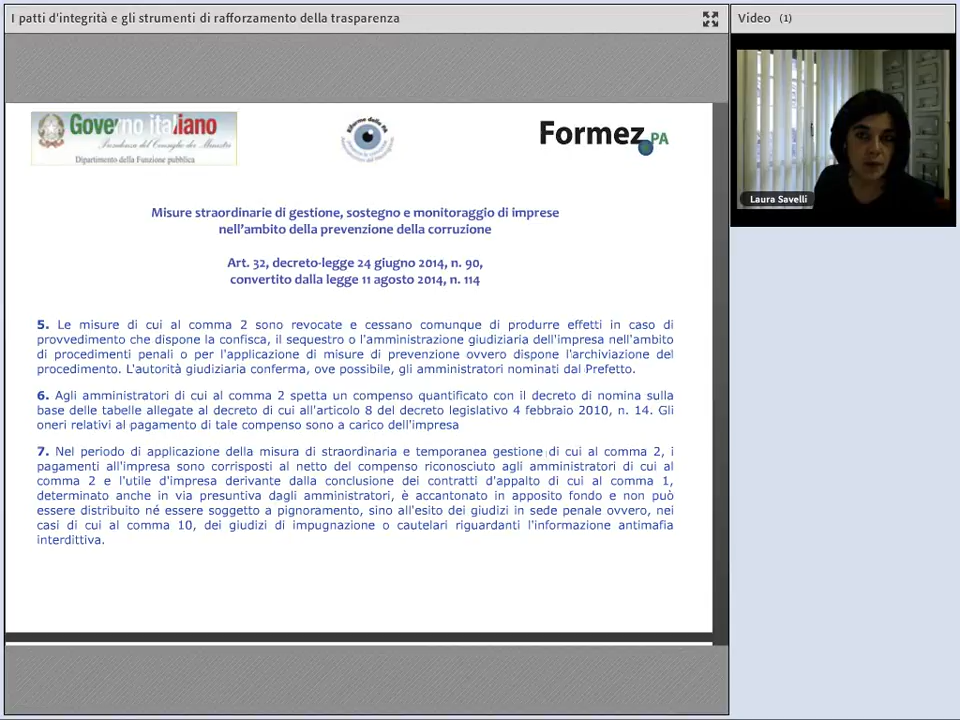 I patti d'integrità e gli strumenti di rafforzamento della trasparenza
Video (1)
Governo italiano
Presidenza del Consiglio dei Ministri
Dipartimento della Funzione pubblica
Formez PA
Laura Savelli
Misure straordinarie di gestione, sostegno e monitoraggio di imprese
nell'ambito della prevenzione della corruzione
Art. 32, decreto-legge 24 giugno 2014, n. 90,
convertito dalla legge 11 agosto 2014, n. 114
5. Le misure di cui al comma 2 sono revocate e cessano comunque di produrre effetti in caso di
provvedimento che dispone la confisca, il sequestro o l'amministrazione giudiziaria dell'impresa nell'ambito
di procedimenti penali o per l'applicazione di misure di prevenzione ovvero dispone l'archiviazione del
procedimento. L'autorità giudiziaria conferma, ove possibile, gli amministratori nominati dal Prefetto.
6. Agli amministratori di cui al comma 2 spetta un compenso quantificato con il decreto di nomina sulla
base delle tabelle allegate al decreto di cui all'articolo 8 del decreto legislativo 4 febbraio 2010, n. 14. Gli
oneri relativi al pagamento di tale compenso sono a carico dell'impresa
7. Nel periodo di applicazione della misura di straordinaria e temporanea gestione di cui al comma 2, i
pagamenti all'impresa sono corrisposti al netto del compenso riconosciuto agli amministratori di cui al
comma 2 e l'utile d'impresa derivante dalla conclusione dei contratti d'appalto di cui al comma 1,
determinato anche in via presuntiva dagli amministratori, è accantonato in apposito fondo e non può
essere distribuito né essere soggetto a pignoramento, sino all'esito dei giudizi in sede penale ovvero, nei
casi di cui al comma 10, dei giudizi di impugnazione o cautelari riguardanti l'informazione antimafia
interdittiva.